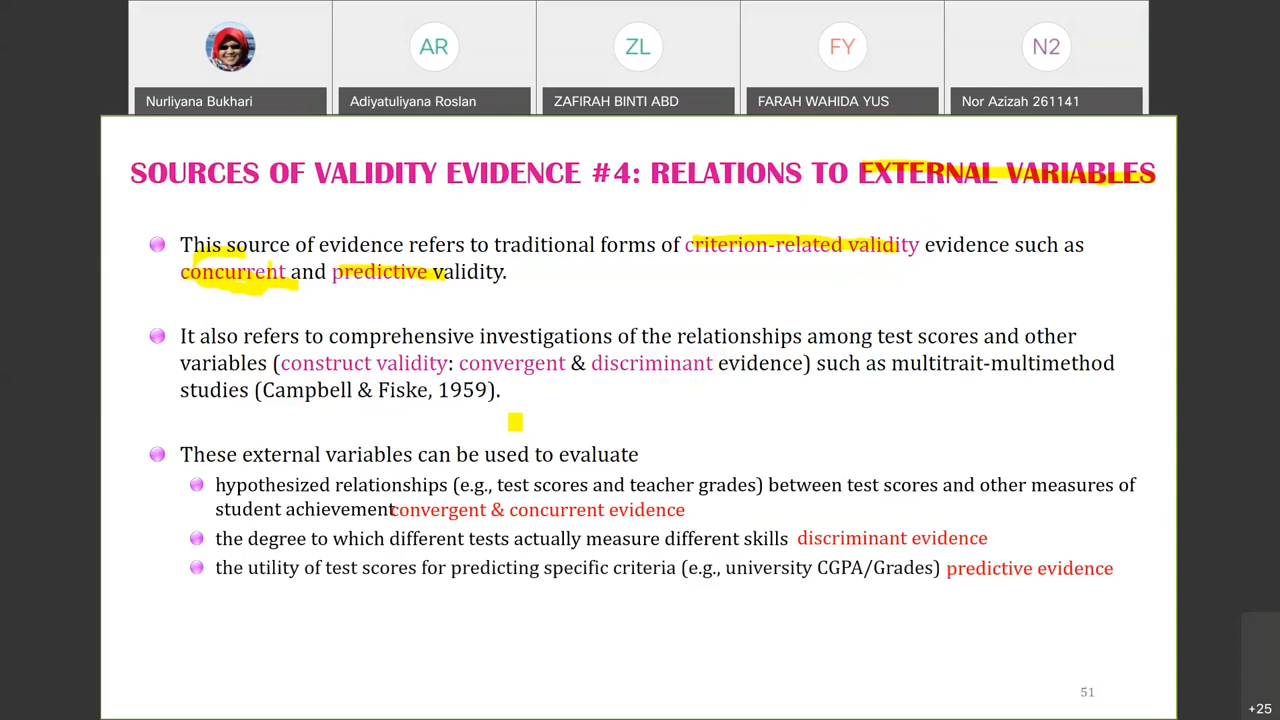 AR
ZL
FY
N2
Nurliyana Bukhari
Adiyatuliyana Roslan
ZAFIRAH BINTI ABD
FARAH WAHIDA YUS
Nor Azizah 261141
SOURCES OF VALIDITY EVIDENCE #4: RELATIONS TO EXTERNAL VARIABLES
This source of evidence refers to traditional forms of criterion-related validity evidence such as
concurrent and predictive validity.
It also refers to comprehensive investigations of the relationships among test scores and other
variables (construct validity: convergent & discriminant evidence) such as multitrait-multimethod
studies (Campbell & Fiske, 1959).
These external variables can be used to evaluate
hypothesized relationships (e.g., test scores and teacher grades) between test scores and other measures of
student achievement convergent & concurrent evidence
the degree to which different tests actually measure different skills discriminant evidence
the utility of test scores for predicting specific criteria (e.g., university CGPA/Grades) predictive evidence
51
+25